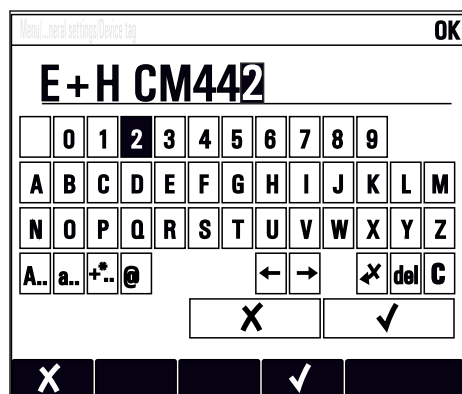 Menu/...neral settings/Device tag OK
E+H CM442
0 1 2 3 4 5 6 7 8 9
A B C D E F G H I J K L M
N O P Q R S T U V W X Y Z
A.. a.. +*.. @ ← → del C
✗ ✓
✗ ✓